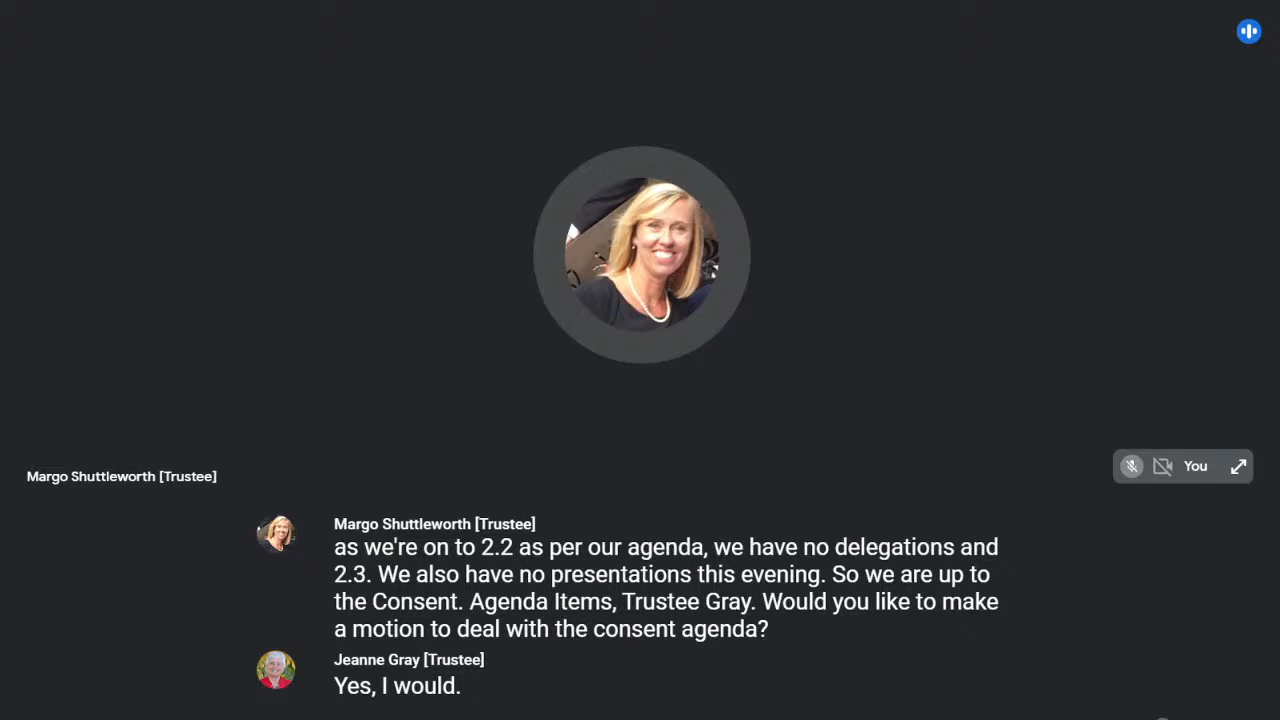 Margo Shuttleworth [Trustee]
You
Margo Shuttleworth [Trustee]
as we're on to 2.2 as per our agenda, we have no delegations and
2.3. We also have no presentations this evening. So we are up to
the Consent. Agenda Items, Trustee Gray. Would you like to make
a motion to deal with the consent agenda?
Jeanne Gray [Trustee]
Yes, I would.